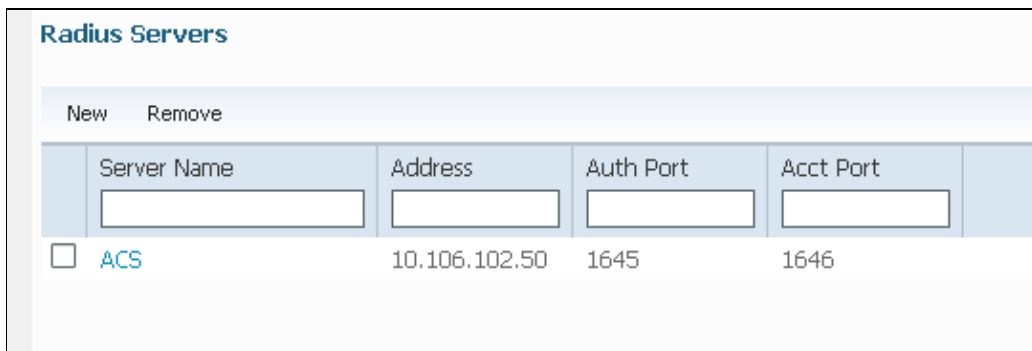 Radius Servers
New Remove
Server Name Address Auth Port Acct Port
ACS 10.106.102.50 1645 1646